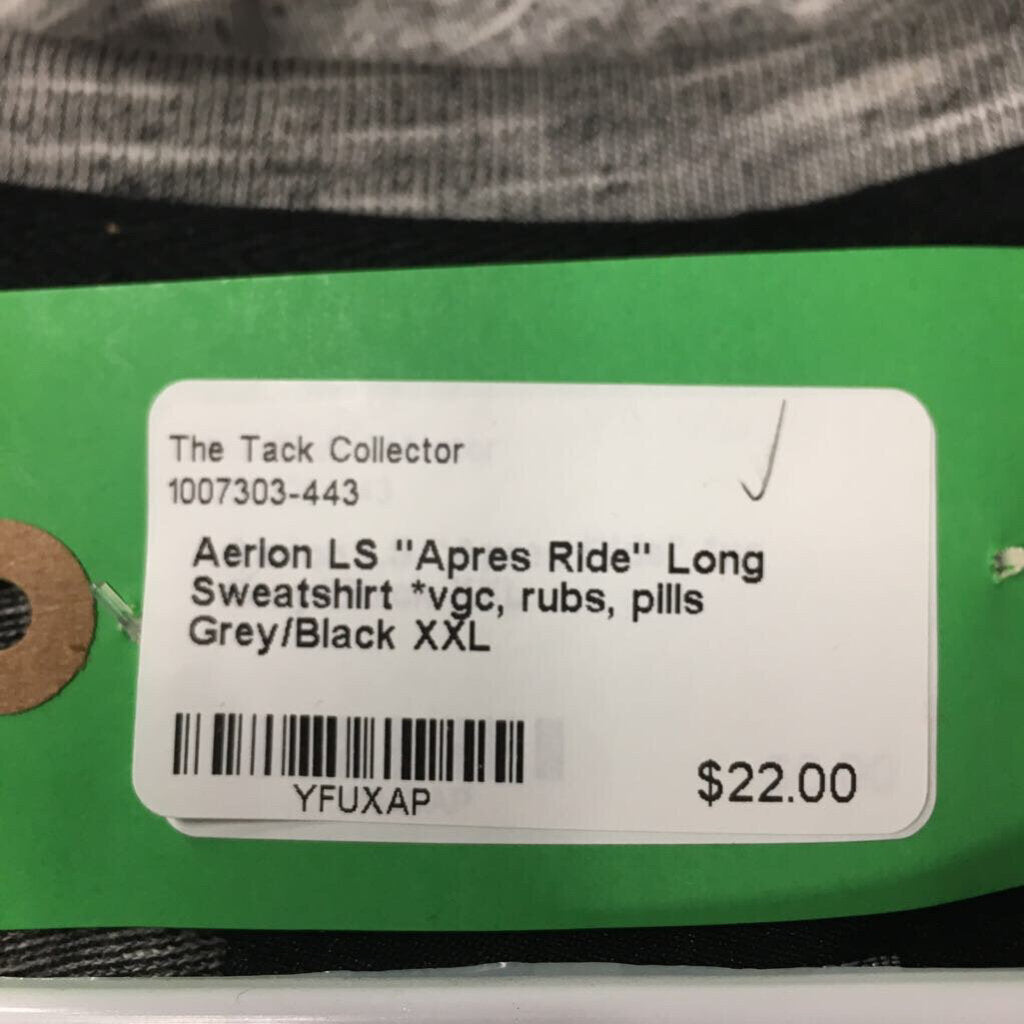 The Tack Collector
1007303-443
Aerion LS "Apres Ride" Long
Sweatshirt *vgc, rubs, pills
Grey/Black XXL
YFUXAP
$22.00